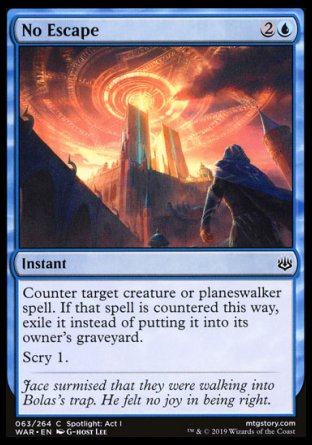 No Escape 2
Instant
Counter target creature or planeswalker
spell. If that spell is countered this way,
exile it instead of putting it into its
owner's graveyard.
Scry 1.
Jace surmised that they were walking into
Bolas's trap. He felt no joy in being right.
063/264 C Spotlight: Act I mtgstory.com
WAR • EN G-HOST LEE ™ & © 2019 Wizards of the Coast